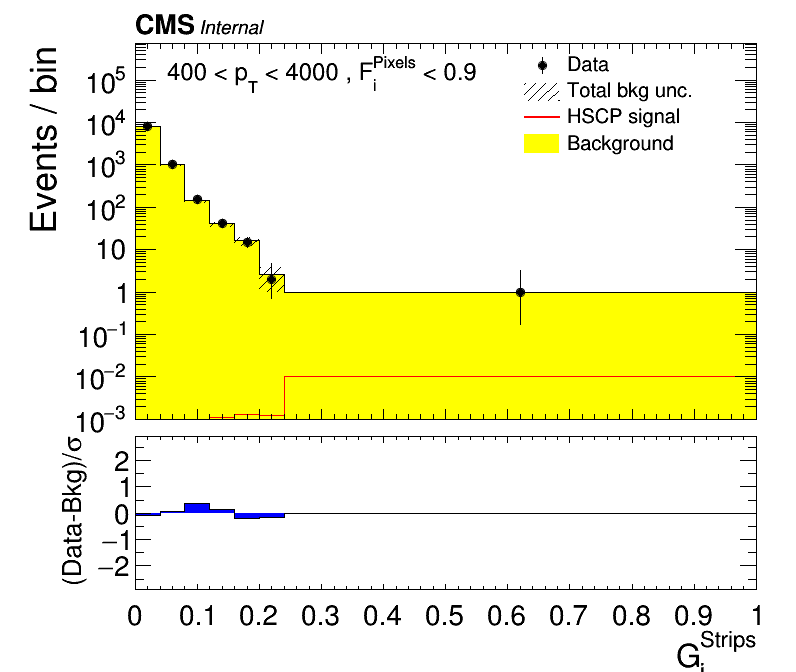 CMS Internal
400 < p_T < 4000 , F_i^Pixels < 0.9
Data
Total bkg unc.
HSCP signal
Background
Events / bin
10^5
10^4
10^3
10^2
10
1
10^−1
10^−2
10^−3
(Data-Bkg)/σ
2
1
0
−1
−2
0 0.1 0.2 0.3 0.4 0.5 0.6 0.7 0.8 0.9 1
G_i^Strips